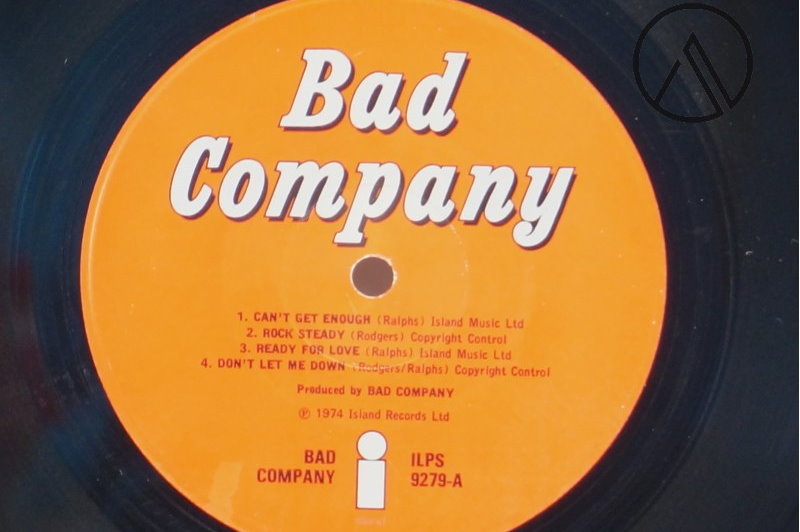 Bad
Company
1. CAN'T GET ENOUGH (Ralphs) Island Music Ltd
2. ROCK STEADY (Rodgers) Copyright Control
3. READY FOR LOVE (Ralphs) Island Music Ltd
4. DON'T LET ME DOWN (Rodgers/Ralphs) Copyright Control
Produced by BAD COMPANY
℗ 1974 Island Records Ltd
BAD
COMPANY
ILPS
9279-A